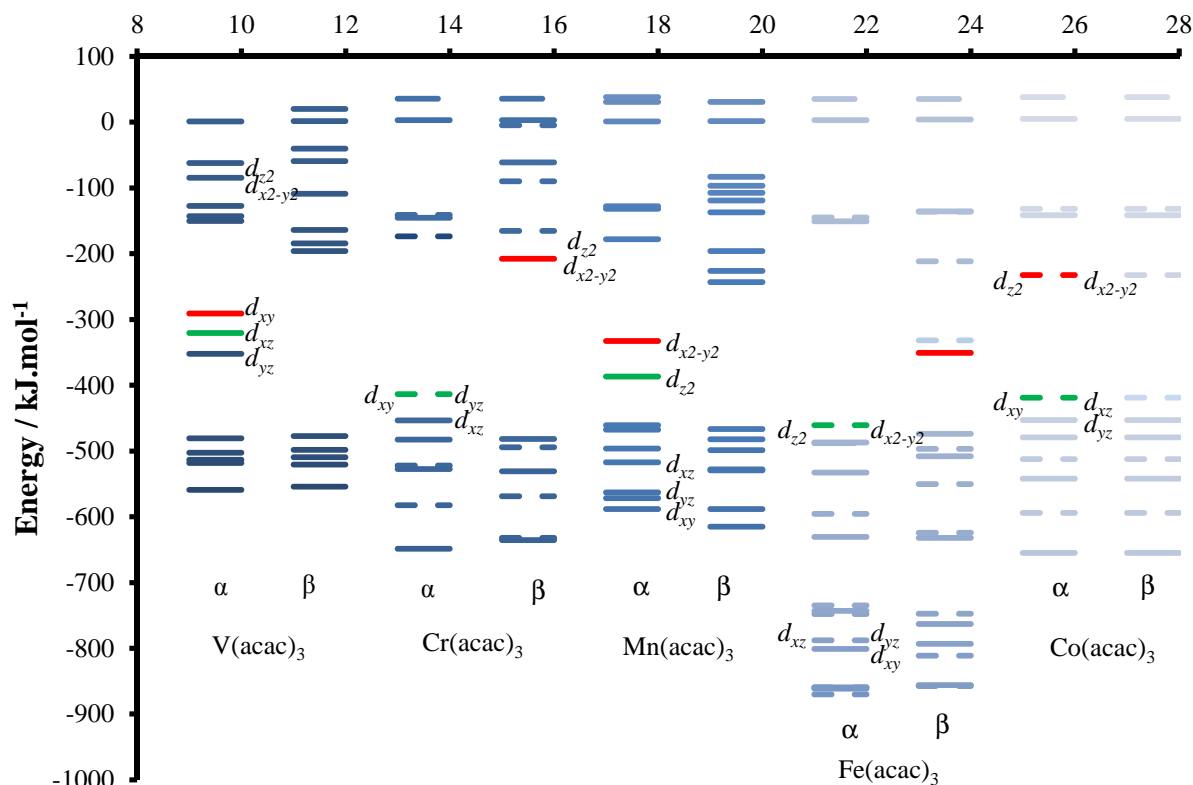 8 10 12 14 16 18 20 22 24 26 28
100
0
-100
-200
-300
-400
-500
-600
-700
-800
-900
-1000
Energy / kJ.mol-1
dz2
dx2-y2
dxy
dxz
dyz
α β
V(acac)3
dxy dyz
dxz
dz2
dx2-y2
α β
Cr(acac)3
dx2-y2
dz2
dxz
dyz
dxy
α β
Mn(acac)3
dz2 dx2-y2
dxz dyz
dxy
α β
Fe(acac)3
dz2 dx2-y2
dxy dxz
dyz
α β
Co(acac)3